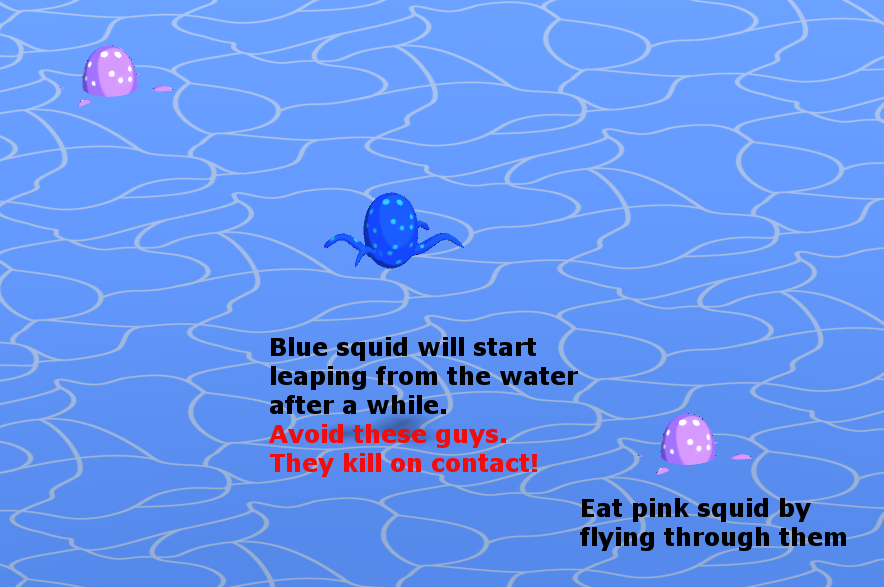 Blue squid will start
leaping from the water
after a while.
Avoid these guys.
They kill on contact!
Eat pink squid by
flying through them